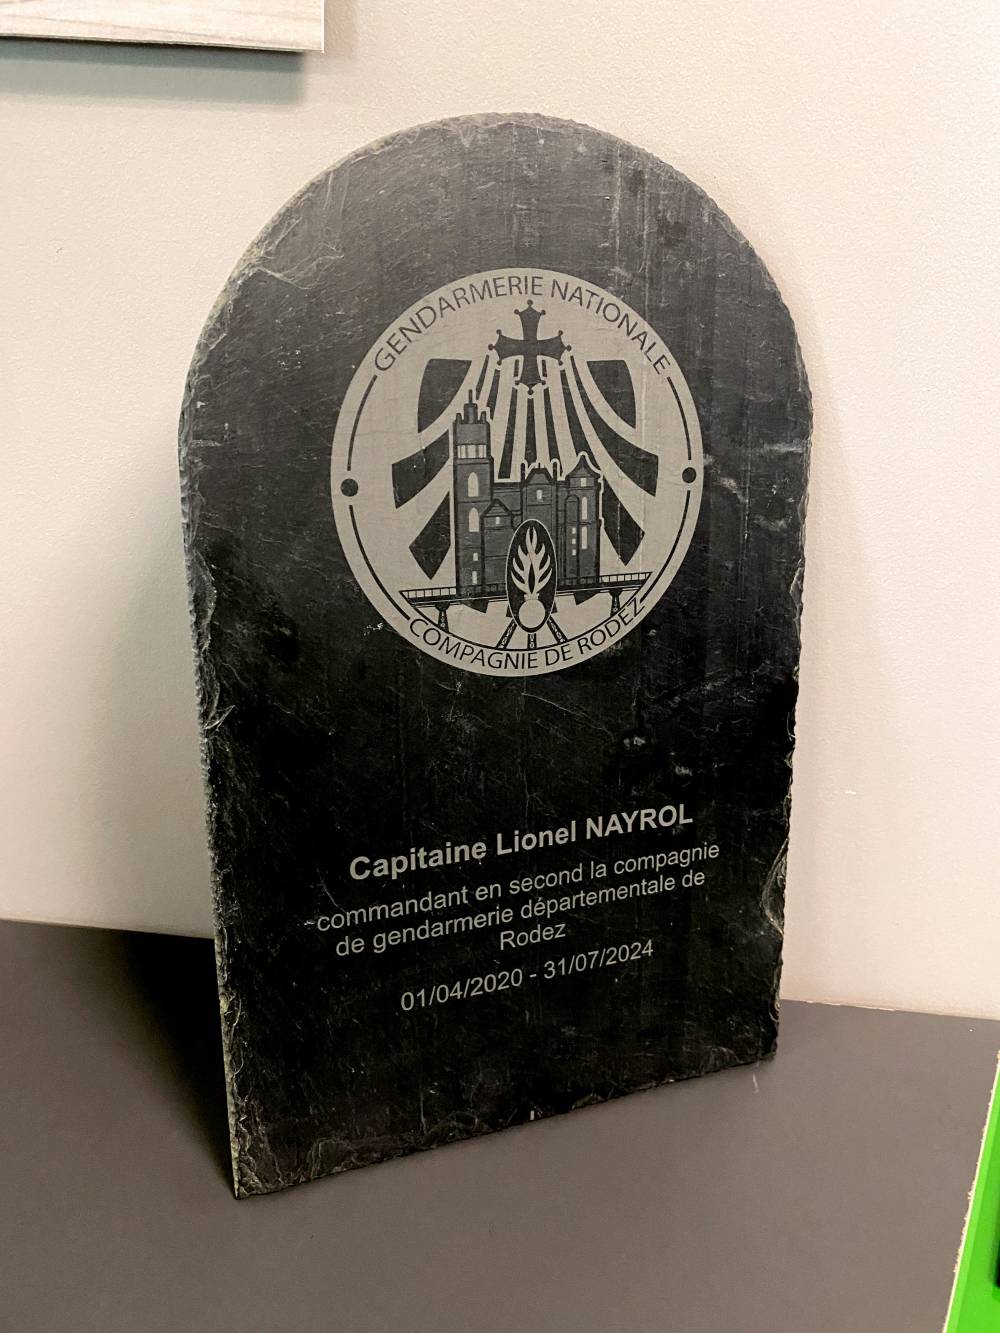 GENDARMERIE NATIONALE
COMPAGNIE DE RODEZ
Capitaine Lionel NAYROL
commandant en second la compagnie
de gendarmerie départementale de
Rodez
01/04/2020 - 31/07/2024